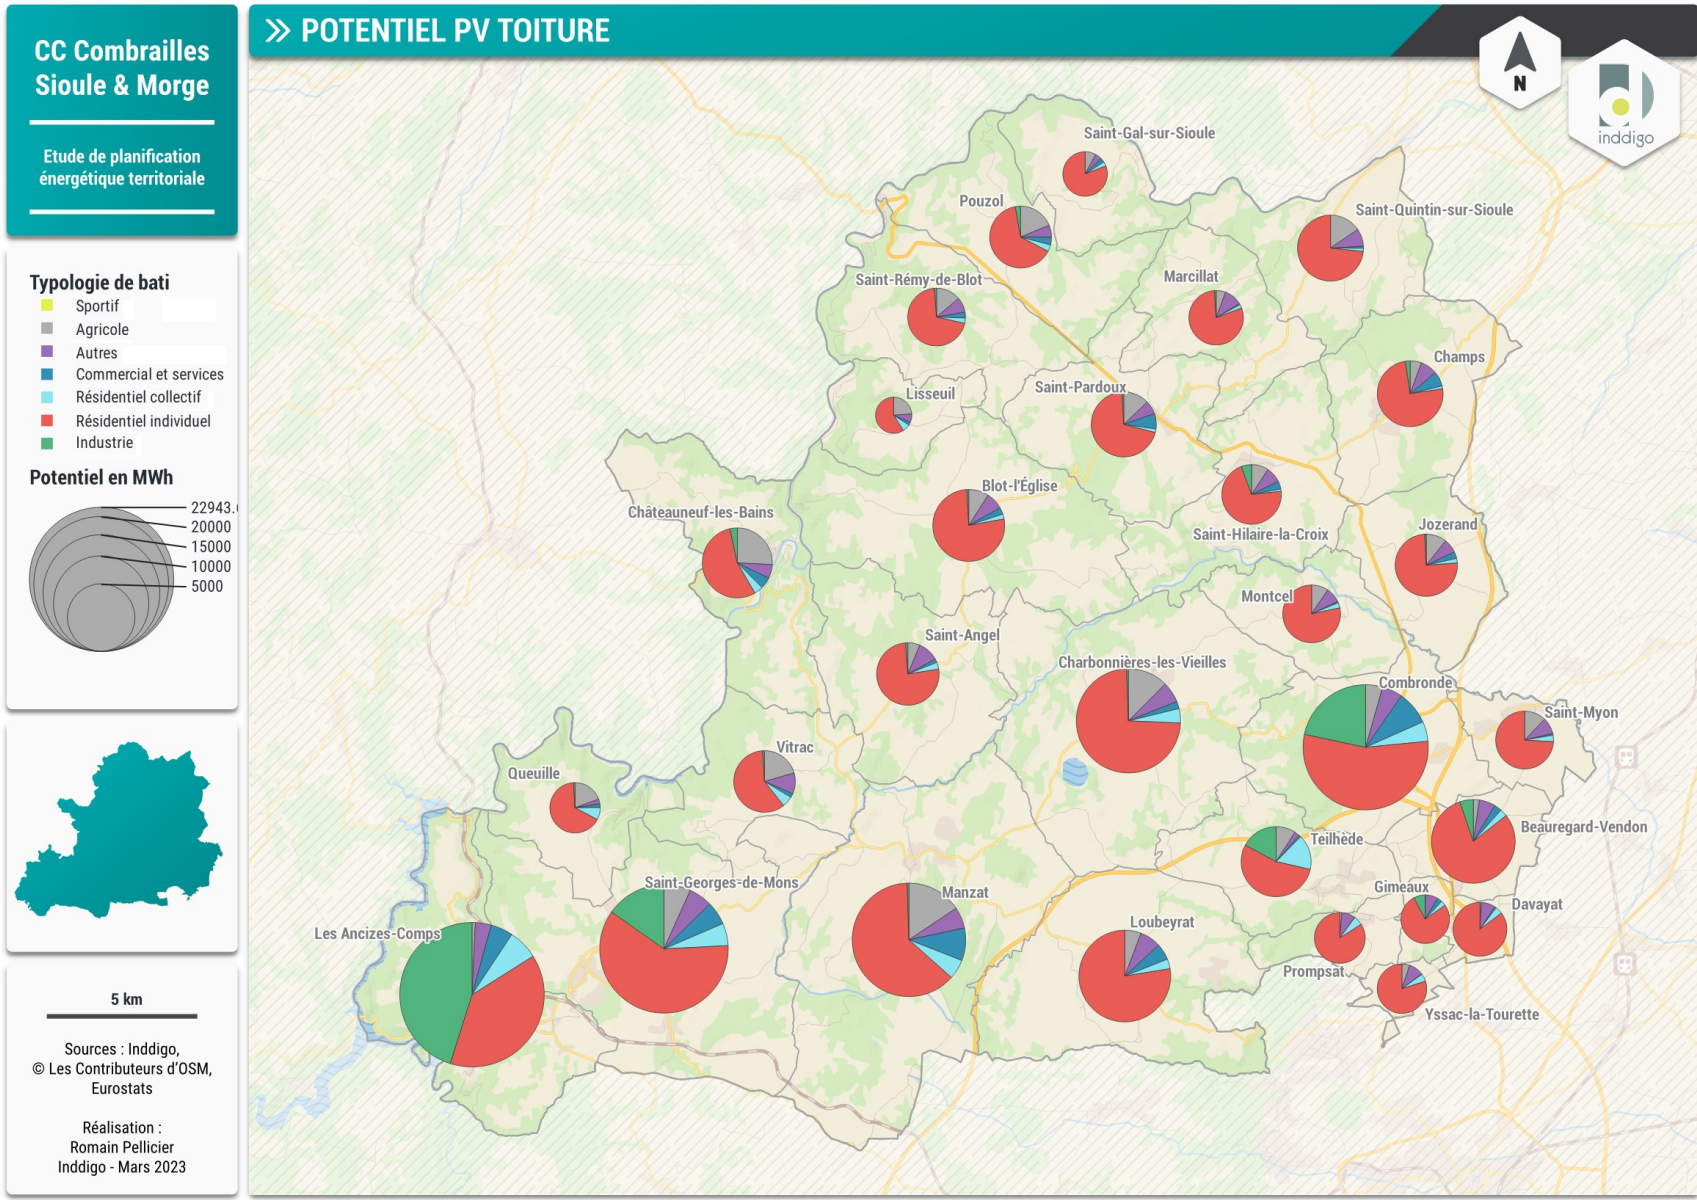 CC Combrailles
Sioule & Morge
Etude de planification
énergétique territoriale
POTENTIEL PV TOITURE
N
inddigo
Typologie de bati
Sportif
Agricole
Autres
Commercial et services
Résidentiel collectif
Résidentiel individuel
Industrie
Potentiel en MWh
22943.
20000
15000
10000
5000
5 km
Sources : Inddigo,
© Les Contributeurs d'OSM,
Eurostats
Réalisation :
Romain Pellicier
Inddigo - Mars 2023
Saint-Gal-sur-Sioule
Pouzol
Saint-Quintin-sur-Sioule
Saint-Rémy-de-Blot
Marcillat
Champs
Saint-Pardoux
Lisseuil
Blot-l'Église
Châteauneuf-les-Bains
Saint-Hilaire-la-Croix
Jozerand
Montcel
Saint-Angel
Charbonnières-les-Vieilles
Combronde
Saint-Myon
Vitrac
Queuille
Beauregard-Vendon
Teilhède
Saint-Georges-de-Mons
Manzat
Gimeaux
Davayat
Loubeyrat
Les Ancizes-Comps
Prompsat
Yssac-la-Tourette